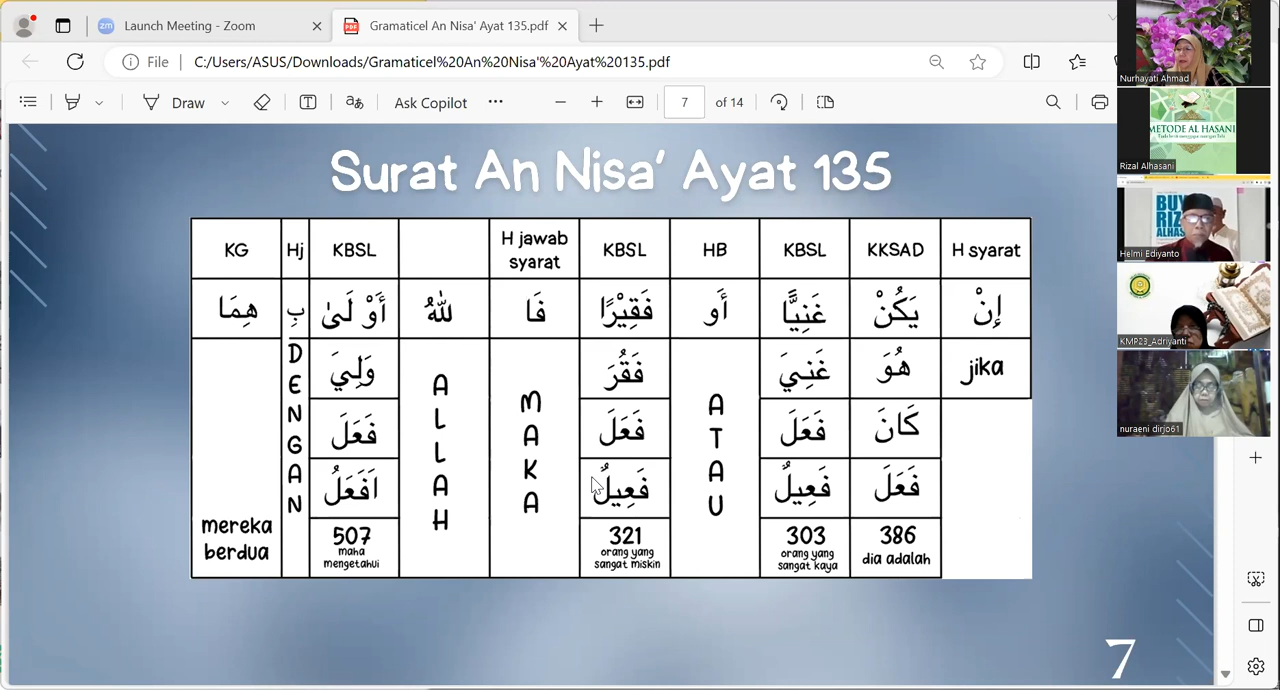 Launch Meeting - Zoom
Gramaticel An Nisa' Ayat 135.pdf
File
C:/Users/ASUS/Downloads/Gramaticel%20An%20Nisa'%20Ayat%20135.pdf
Draw
Ask Copilot
7 of 14
Surat An Nisa' Ayat 135
KG Hj KBSL H jawab syarat KBSL HB KBSL KKSAD H syarat
هِمَا بِ أَوْ لَىٰ اللهُ فَا فَقِيْرًا أَو غَنِيًّا يَكُنْ إِنْ
وَلِيَ فَقُرَ غَنِيَ هُوَ jika
فَعَلَ فَعَلَ فَعَلَ كَانَ
اَفَعَلُ فَعِيلٌ فَعِيلٌ فَعَلَ
mereka berdua
DENGAN
507 maha mengetahui
ALLAH
MAKA
321 orang yang sangat miskin
ATAU
303 orang yang sangat kaya
386 dia adalah
7
Nurhayati Ahmad
METODE AL HASANI
Rizal Alhasani
BUY
RIZ
ALHAS
Helmi Ediyanto
KMP23_Adriyanti
nuraeni dirjo61